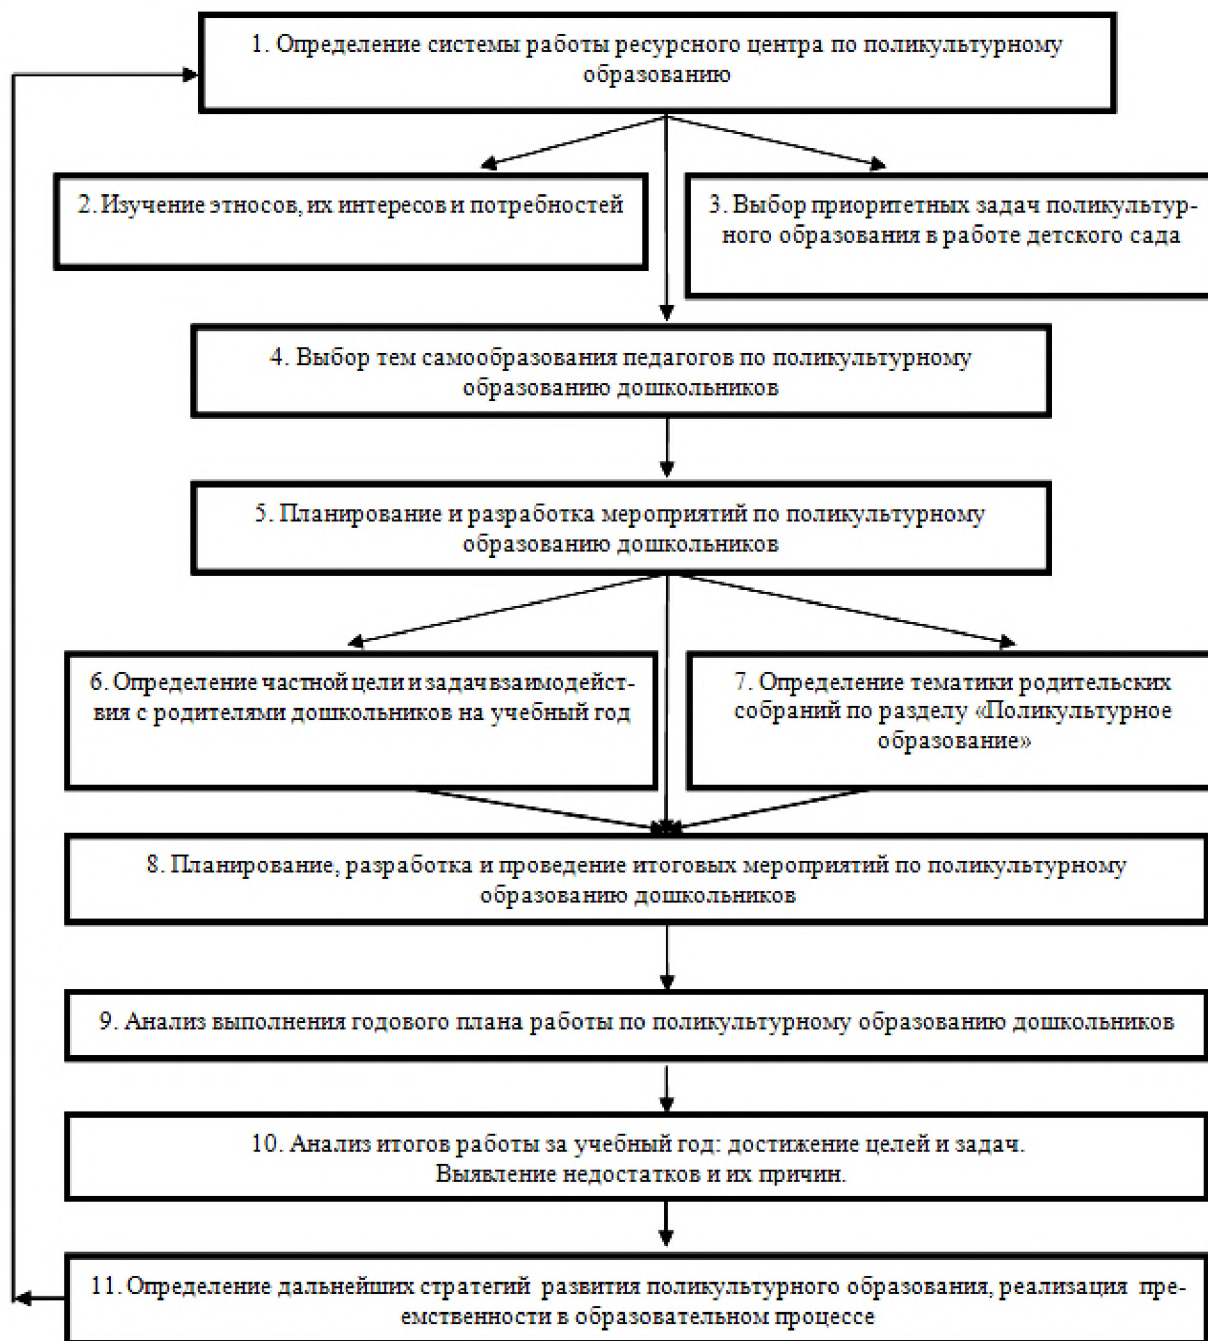 1. Определение системы работы ресурсного центра по поликультурному
образованию
2. Изучение этносов, их интересов и потребностей
3. Выбор приоритетных задач поликультур-
ного образования в работе детского сада
4. Выбор тем самообразования педагогов по поликультурному
образованию дошкольников
5. Планирование и разработка мероприятий по поликультурному
образованию дошкольников
6. Определение частной цели и задач взаимодейст-
вия с родителями дошкольников на учебный год
7. Определение тематики родительских
собраний по разделу «Поликультурное
образование»
8. Планирование, разработка и проведение итоговых мероприятий по поликультурному
образованию дошкольников
9. Анализ выполнения годового плана работы по поликультурному образованию дошкольников
10. Анализ итогов работы за учебный год: достижение целей и задач.
Выявление недостатков и их причин.
11. Определение дальнейших стратегий развития поликультурного образования, реализация пре-
емственности в образовательном процессе